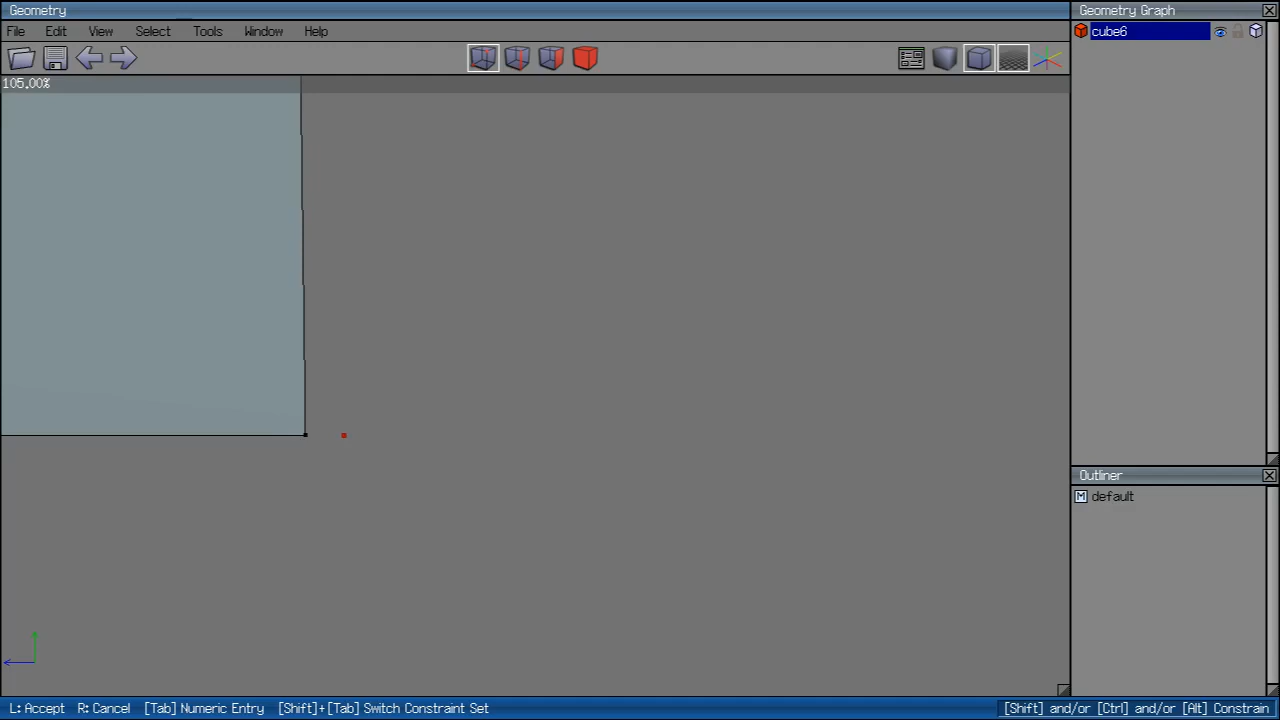 Geometry
File Edit View Select Tools Window Help
105.00%
Geometry Graph
cube6
Outliner
M default
L: Accept R: Cancel [Tab] Numeric Entry [Shift]+[Tab] Switch Constraint Set
[Shift] and/or [Ctrl] and/or [Alt] Constrain